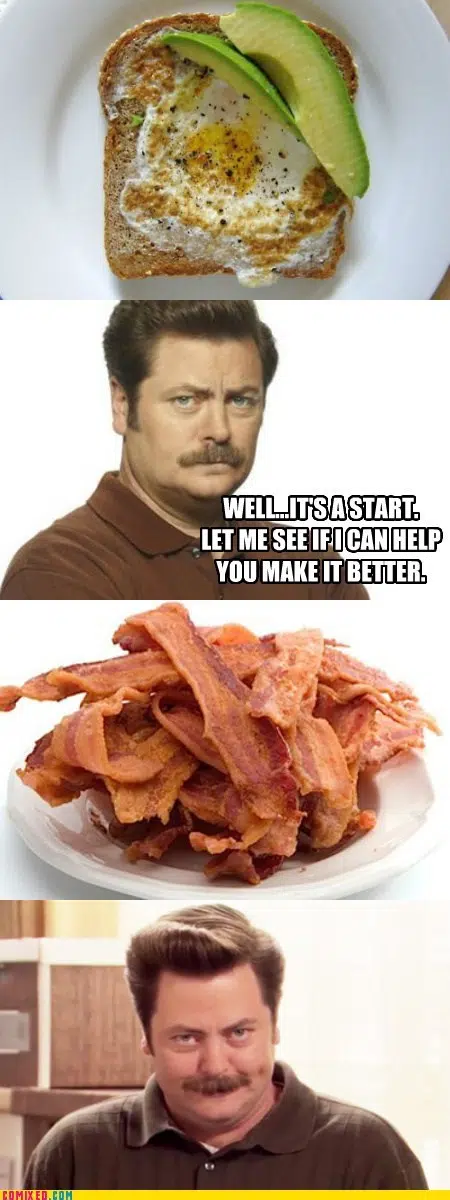 WELL...IT'S A START.
LET ME SEE IF I CAN HELP
YOU MAKE IT BETTER.
COMIXED.COM